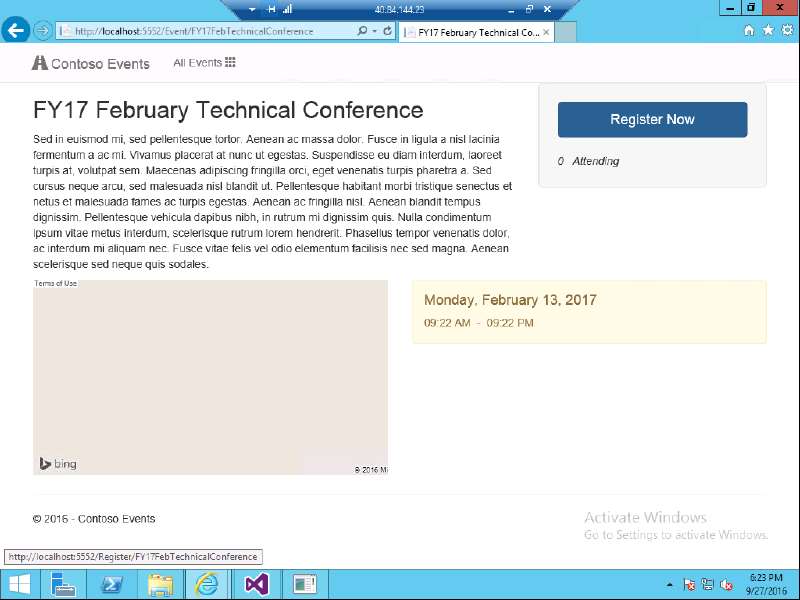 40.84.144.23
http://localhost:5552/Event/FY17FebTechnicalConference
FY17 February Technical Co...
Contoso Events
All Events
FY17 February Technical Conference
Sed in euismod mi, sed pellentesque tortor. Aenean ac massa dolor. Fusce in ligula a nisl lacinia
fermentum a ac mi. Vivamus placerat at nunc ut egestas. Suspendisse eu diam interdum, laoreet
turpis at, volutpat sem. Maecenas adipiscing fringilla orci, eget venenatis turpis pharetra a. Sed
cursus neque arcu, sed malesuada nisl blandit ut. Pellentesque habitant morbi tristique senectus et
netus et malesuada fames ac turpis egestas. Aenean ac fringilla nisl. Aenean blandit tempus
dignissim. Pellentesque vehicula dapibus nibh, in rutrum mi dignissim quis. Nulla condimentum
ipsum vitae metus interdum, scelerisque rutrum lorem hendrerit. Phasellus tempor venenatis dolor,
ac interdum mi aliquam nec. Fusce vitae felis vel odio elementum facilisis nec sed magna. Aenean
scelerisque sed neque quis sodales.
Register Now
0 Attending
Terms of Use
Monday, February 13, 2017
09:22 AM - 09:22 PM
bing
© 2016 Mi
© 2016 - Contoso Events
Activate Windows
Go to Settings to activate Windows.
http://localhost:5552/Register/FY17FebTechnicalConference
6:23 PM
9/27/2016